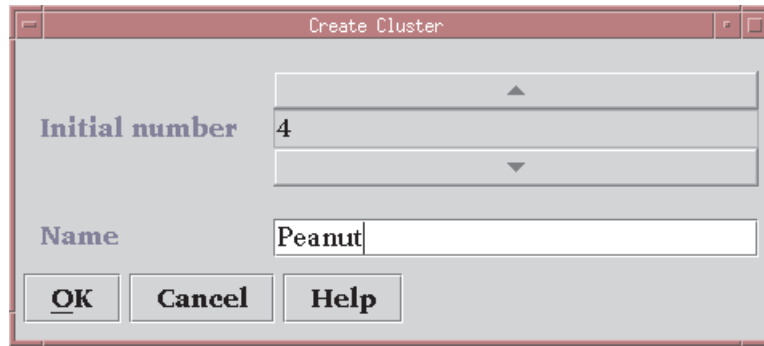 Create Cluster
Initial number 4
Name Peanut
OK Cancel Help